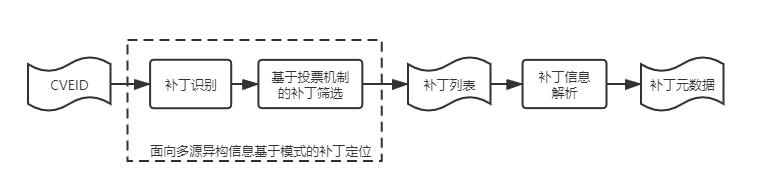 CVEID
补丁识别
基于投票机制
的补丁筛选
补丁列表
补丁信息
解析
补丁元数据
面向多源异构信息基于模式的补丁定位